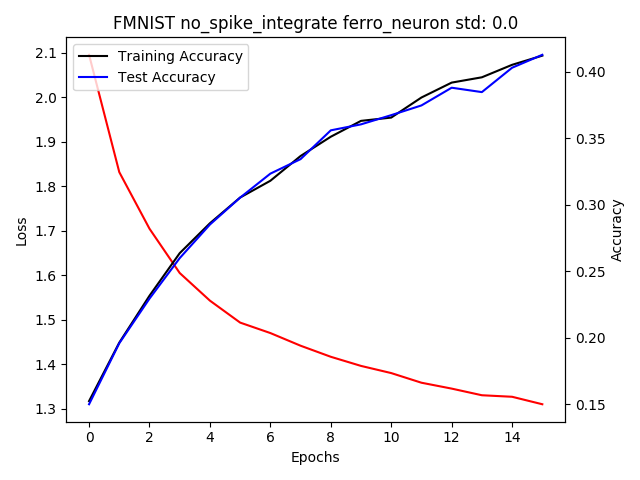 FMNIST no_spike_integrate ferro_neuron std: 0.0
Training Accuracy
Test Accuracy
2.1
2.0
1.9
1.8
1.7
1.6
1.5
1.4
1.3
Loss
0.40
0.35
0.30
0.25
0.20
0.15
Accuracy
0 2 4 6 8 10 12 14
Epochs